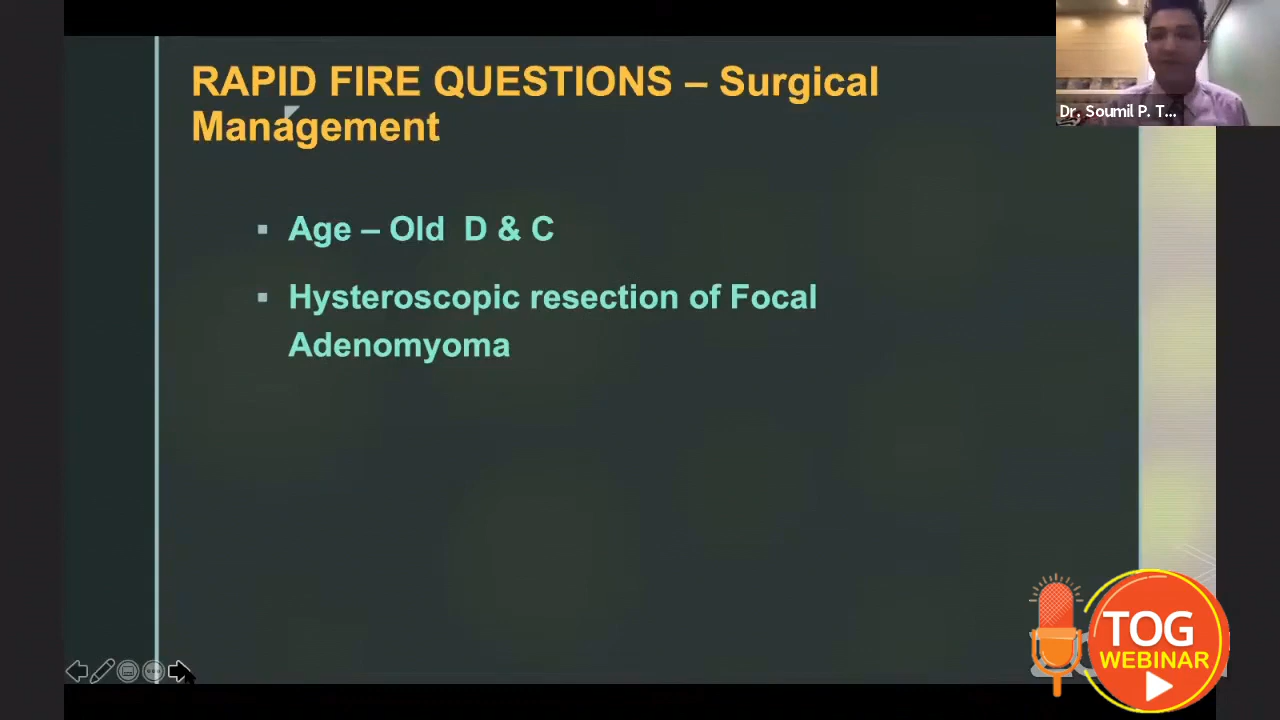 RAPID FIRE QUESTIONS – Surgical
Management
Dr. Soumil P. T...
Age – Old D & C
Hysteroscopic resection of Focal
Adenomyoma
TOG
WEBINAR